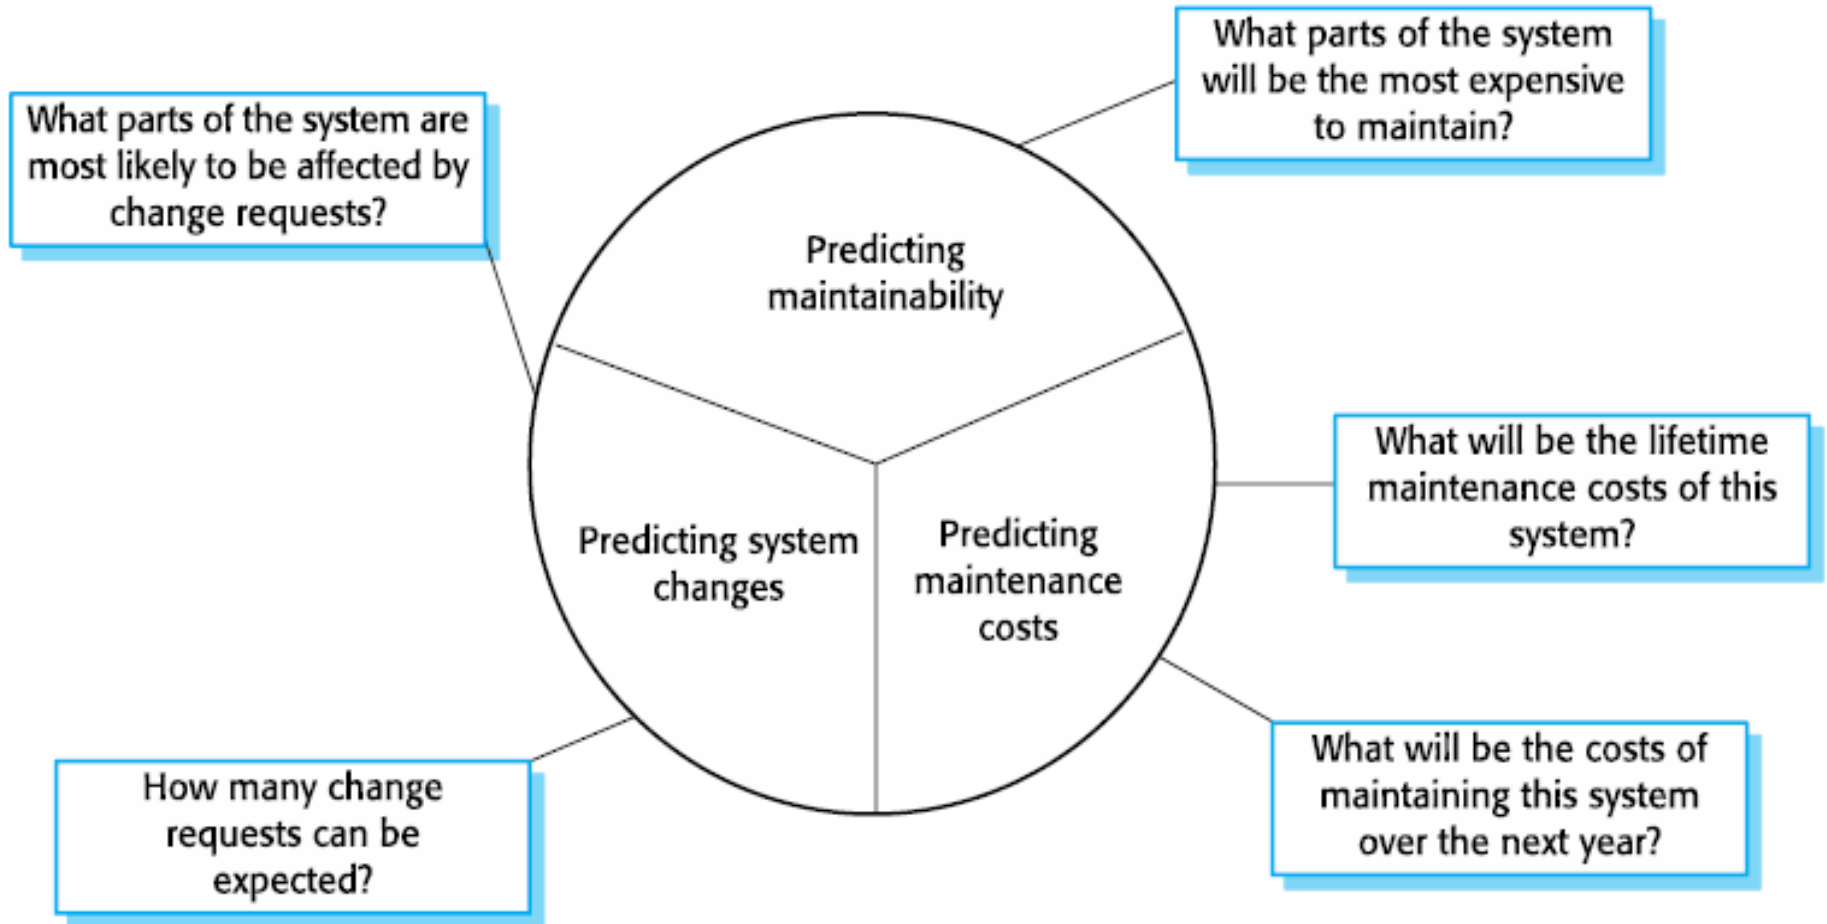 What parts of the system
will be the most expensive
to maintain?
What parts of the system are
most likely to be affected by
change requests?
Predicting
maintainability
What will be the lifetime
maintenance costs of this
system?
Predicting system
changes
Predicting
maintenance
costs
What will be the costs of
maintaining this system
over the next year?
How many change
requests can be
expected?